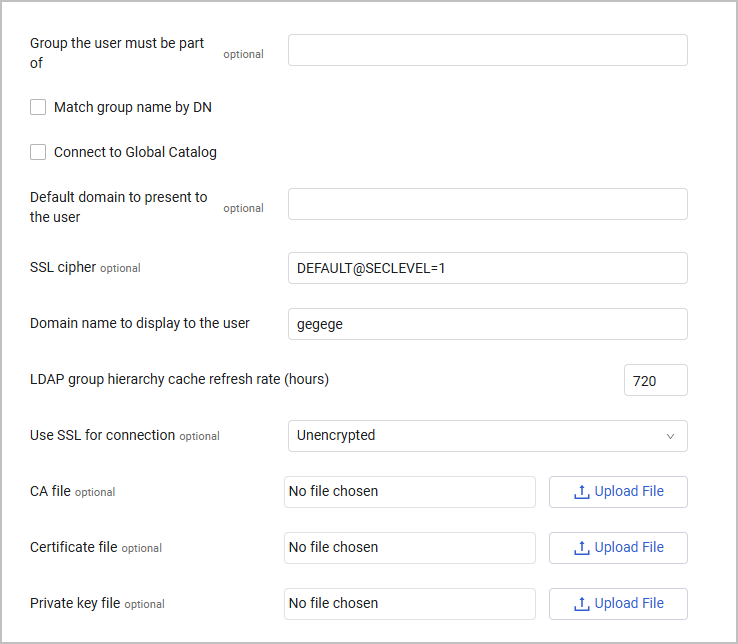 Group the user must be part
of
optional
Match group name by DN
Connect to Global Catalog
Default domain to present to
the user
optional
SSL cipher optional
DEFAULT@SECLEVEL=1
Domain name to display to the user
gegege
LDAP group hierarchy cache refresh rate (hours)
720
Use SSL for connection optional
Unencrypted
CA file optional
No file chosen
Upload File
Certificate file optional
No file chosen
Upload File
Private key file optional
No file chosen
Upload File